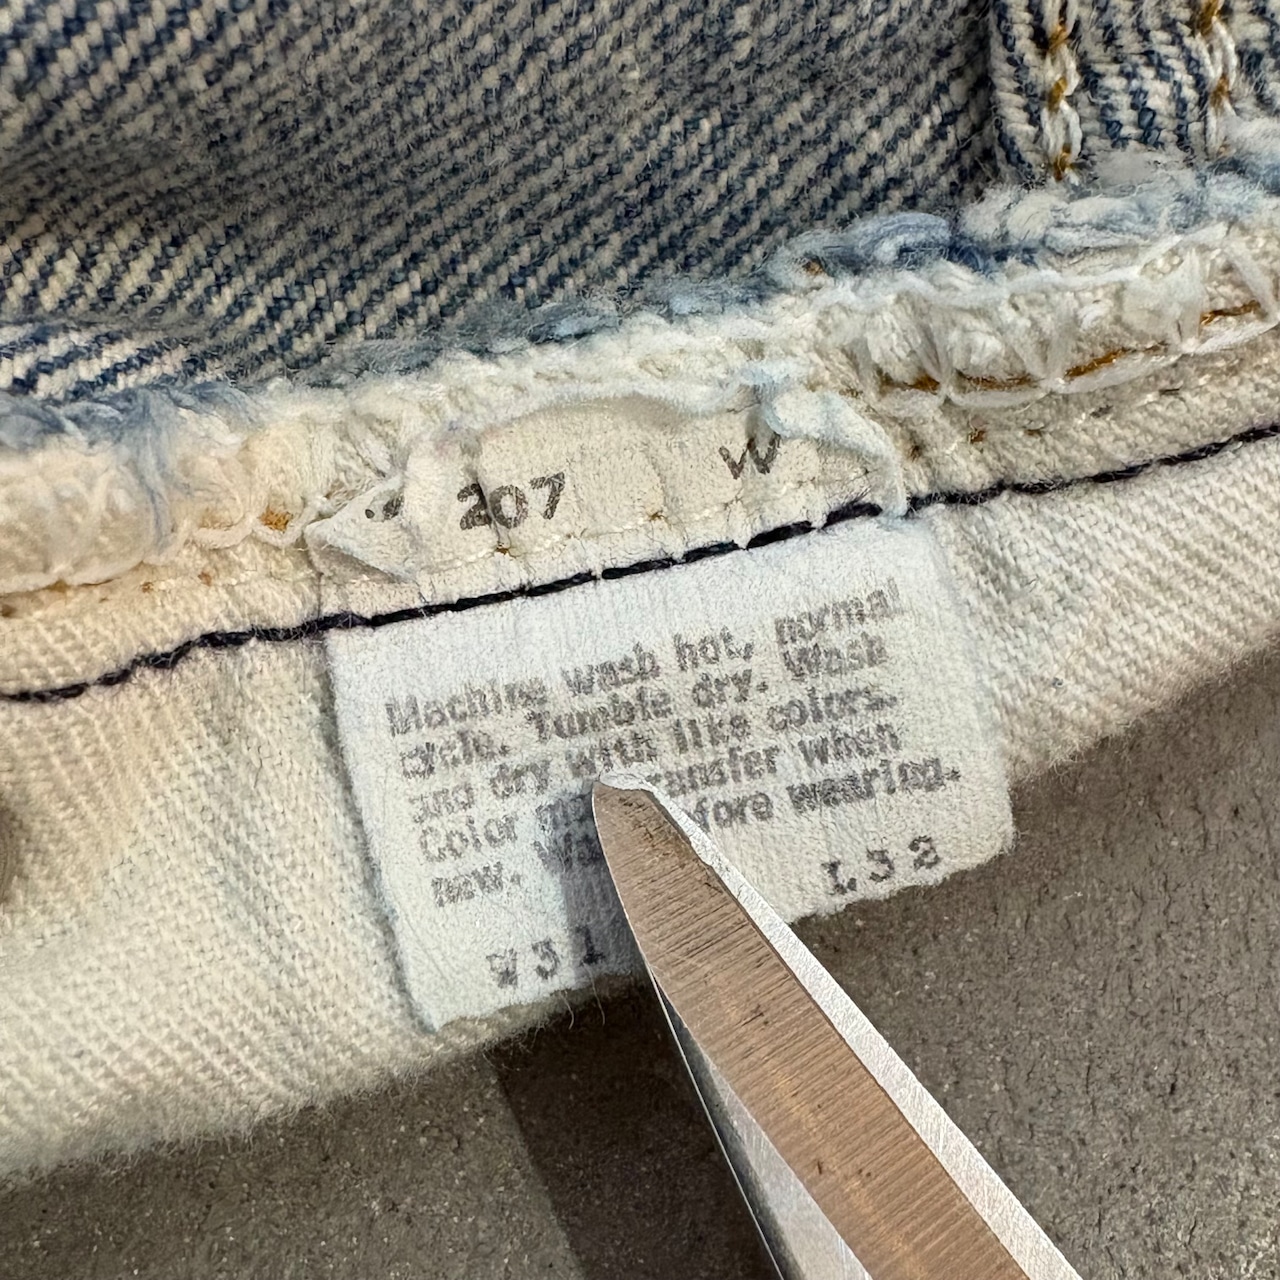 207 W
Machine wash hot, normal
cycle. Tumble dry. Wash
and dry with like colors.
Color transfer when
new. before wearing.
W31 L32